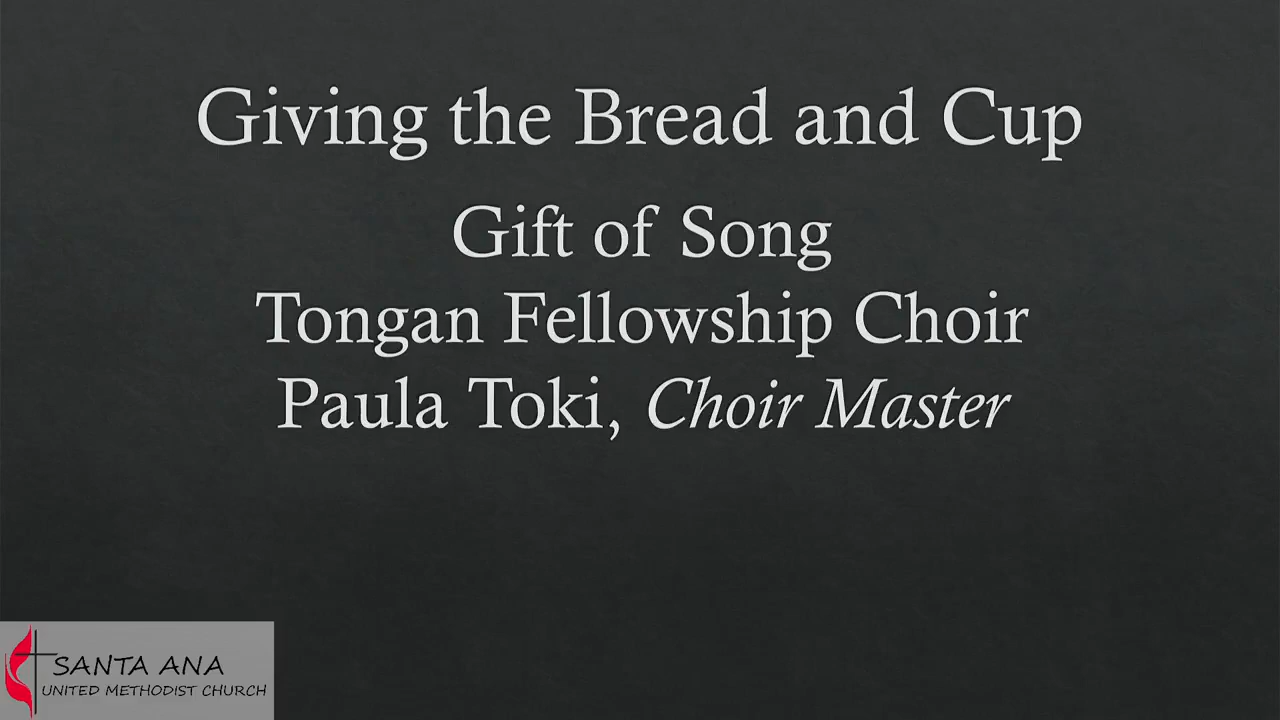 Giving the Bread and Cup
Gift of Song
Tongan Fellowship Choir
Paula Toki, Choir Master
SANTA ANA
UNITED METHODIST CHURCH